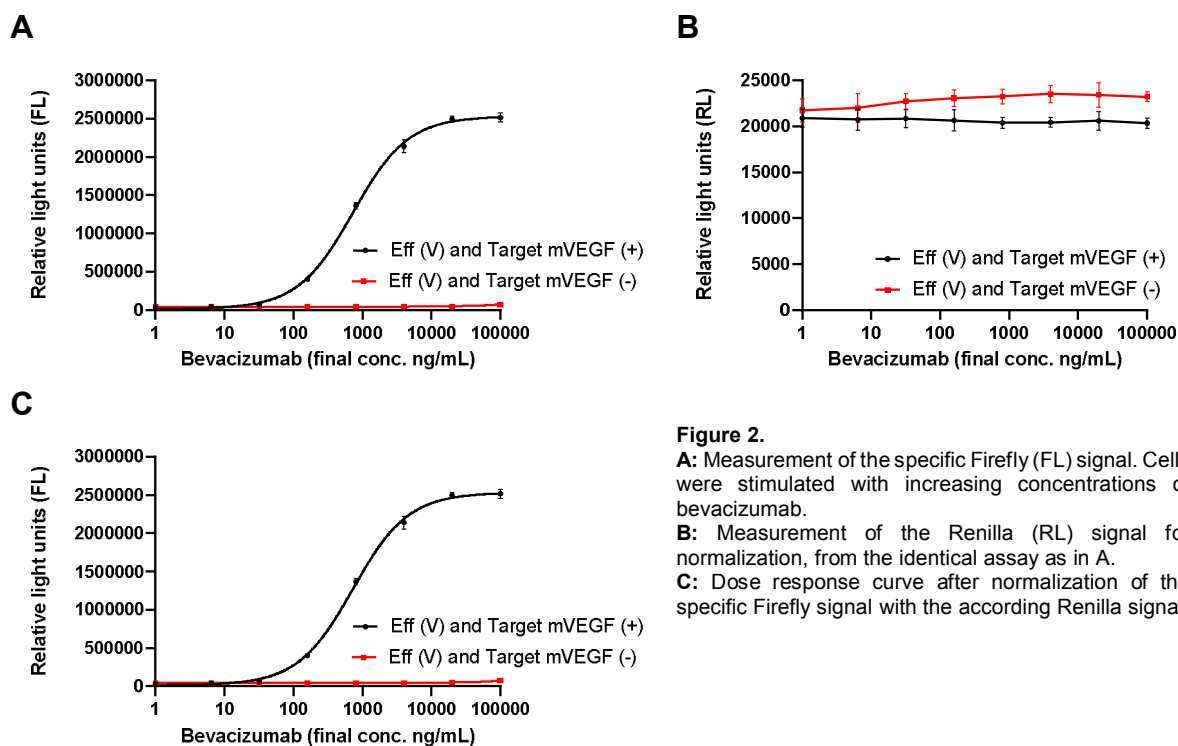 A
3000000
2500000
2000000
1500000
1000000
500000
0
Relative light units (FL)
Eff (V) and Target mVEGF (+)
Eff (V) and Target mVEGF (-)
1 10 100 1000 10000 100000
Bevacizumab (final conc. ng/mL)
B
25000
20000
15000
10000
5000
0
Relative light units (RL)
Eff (V) and Target mVEGF (+)
Eff (V) and Target mVEGF (-)
1 10 100 1000 10000 100000
Bevacizumab (final conc. ng/mL)
C
3000000
2500000
2000000
1500000
1000000
500000
0
Relative light units (FL)
Eff (V) and Target mVEGF (+)
Eff (V) and Target mVEGF (-)
1 10 100 1000 10000 100000
Bevacizumab (final conc. ng/mL)
Figure 2.
A: Measurement of the specific Firefly (FL) signal. Cell
were stimulated with increasing concentrations o
bevacizumab.
B: Measurement of the Renilla (RL) signal fo
normalization, from the identical assay as in A.
C: Dose response curve after normalization of th
specific Firefly signal with the according Renilla signa